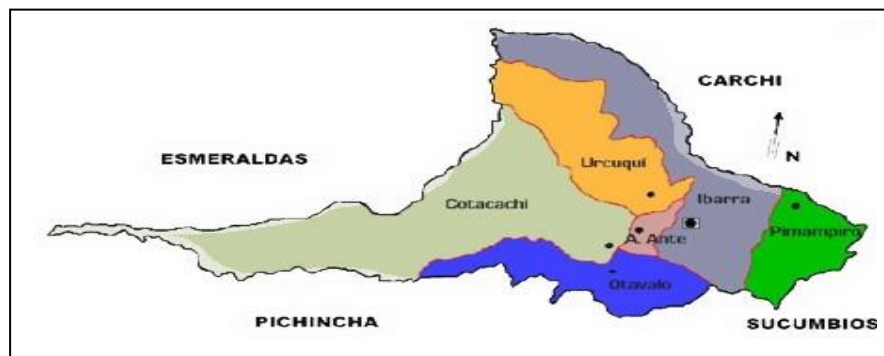 CARCHI
ESMERALDAS
N
Urcuquí
Ibarra
Cotacachi
A. Ante
Pimampiro
Otavalo
PICHINCHA
SUCUMBIOS